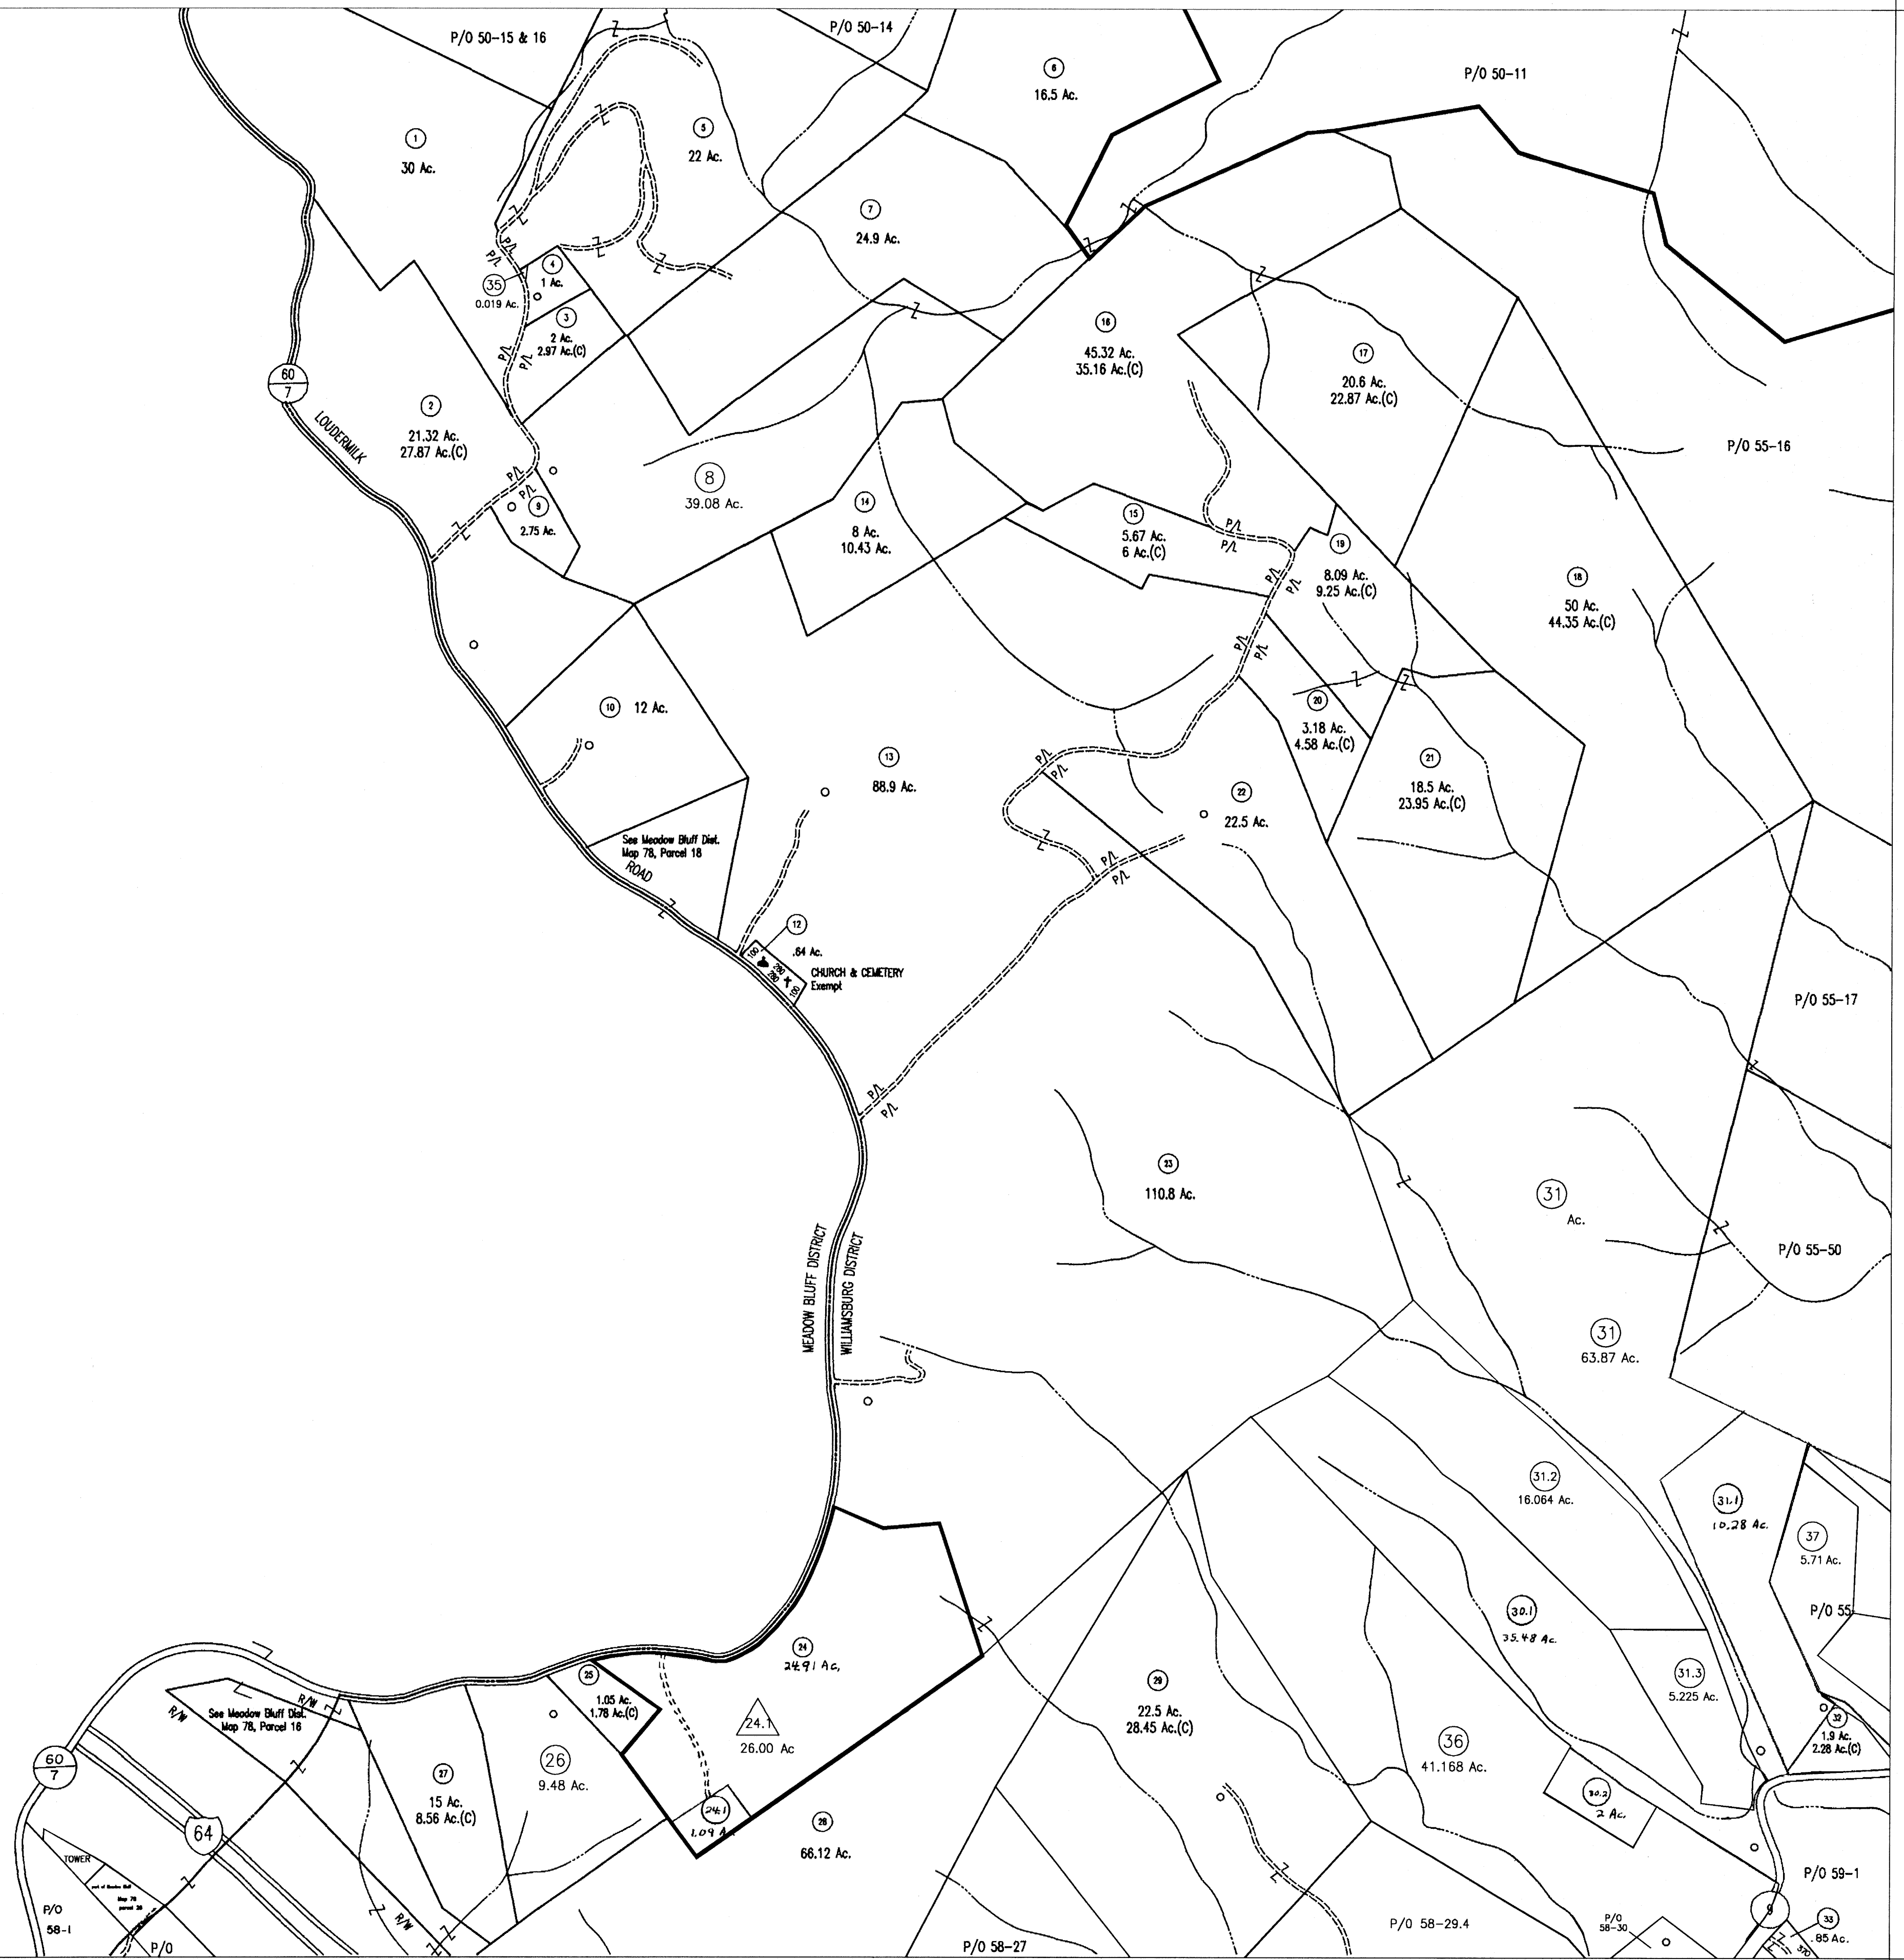 P/O 50-15 & 16
P/O 50-14
6
16.5 Ac.
P/O 50-11
1
30 Ac.
5
22 Ac.
7
24.9 Ac.
P/L
P/L
4
1 Ac.
35
0.019 Ac.
3
2 Ac.
2.97 Ac.(C)
P/L
P/L
16
45.32 Ac.
35.16 Ac.(C)
17
20.6 Ac.
22.87 Ac.(C)
60
7
LOUDERMILK
2
21.32 Ac.
27.87 Ac.(C)
P/O 55-16
P/L
P/L
8
39.08 Ac.
9
2.75 Ac.
14
8 Ac.
10.43 Ac.
15
5.67 Ac.
6 Ac.(C)
P/L
P/L
19
8.09 Ac.
9.25 Ac.(C)
P/L
P/L
18
50 Ac.
44.35 Ac.(C)
P/L
P/L
10
12 Ac.
20
3.18 Ac.
4.58 Ac.(C)
13
88.9 Ac.
P/L
P/L
21
18.5 Ac.
23.95 Ac.(C)
22
22.5 Ac.
See Meadow Bluff Dist.
Map 78, Parcel 18
ROAD
P/L
P/L
12
.64 Ac.
100
280
280
100
CHURCH & CEMETERY
Exempt
P/O 55-17
P/L
P/L
23
110.8 Ac.
31
Ac.
P/O 55-50
MEADOW BLUFF DISTRICT
WILLIAMSBURG DISTRICT
31
63.87 Ac.
31.2
16.064 Ac.
31.1
10.28 Ac.
37
5.71 Ac.
P/O 55
30.1
35.48 Ac.
24
24.91 Ac.
25
1.05 Ac.
1.78 Ac.(C)
31.3
5.225 Ac.
29
22.5 Ac.
28.45 Ac.(C)
R/W
R/W
See Meadow Bluff Dist.
Map 78, Parcel 16
24.1
26.00 Ac
32
1.9 Ac.
2.28 Ac.(C)
60
7
26
9.48 Ac.
36
41.168 Ac.
27
15 Ac.
8.56 Ac.(C)
30.2
2 Ac.
24.1
1.09 A
64
28
66.12 Ac.
TOWER
part of Meadow Bluff
Map 78
P/O 59-1
P/O
58-1
R/W
9
33
.85 Ac.
P/O
58-30
P/O 58-29.4
P/O
P/O 58-27